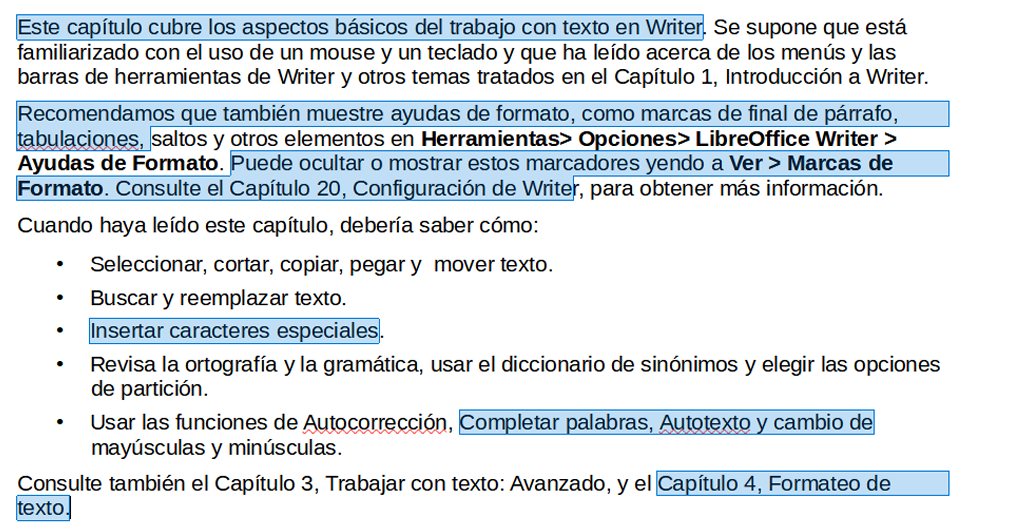 Este capítulo cubre los aspectos básicos del trabajo con texto en Writer. Se supone que está
familiarizado con el uso de un mouse y un teclado y que ha leído acerca de los menús y las
barras de herramientas de Writer y otros temas tratados en el Capítulo 1, Introducción a Writer.
Recomendamos que también muestre ayudas de formato, como marcas de final de párrafo,
tabulaciones, saltos y otros elementos en Herramientas> Opciones> LibreOffice Writer >
Ayudas de Formato. Puede ocultar o mostrar estos marcadores yendo a Ver > Marcas de
Formato. Consulte el Capítulo 20, Configuración de Writer, para obtener más información.
Cuando haya leído este capítulo, debería saber cómo:
• Seleccionar, cortar, copiar, pegar y  mover texto.
• Buscar y reemplazar texto.
• Insertar caracteres especiales.
• Revisa la ortografía y la gramática, usar el diccionario de sinónimos y elegir las opciones
de partición.
• Usar las funciones de Autocorrección, Completar palabras, Autotexto y cambio de
mayúsculas y minúsculas.
Consulte también el Capítulo 3, Trabajar con texto: Avanzado, y el Capítulo 4, Formateo de
texto.